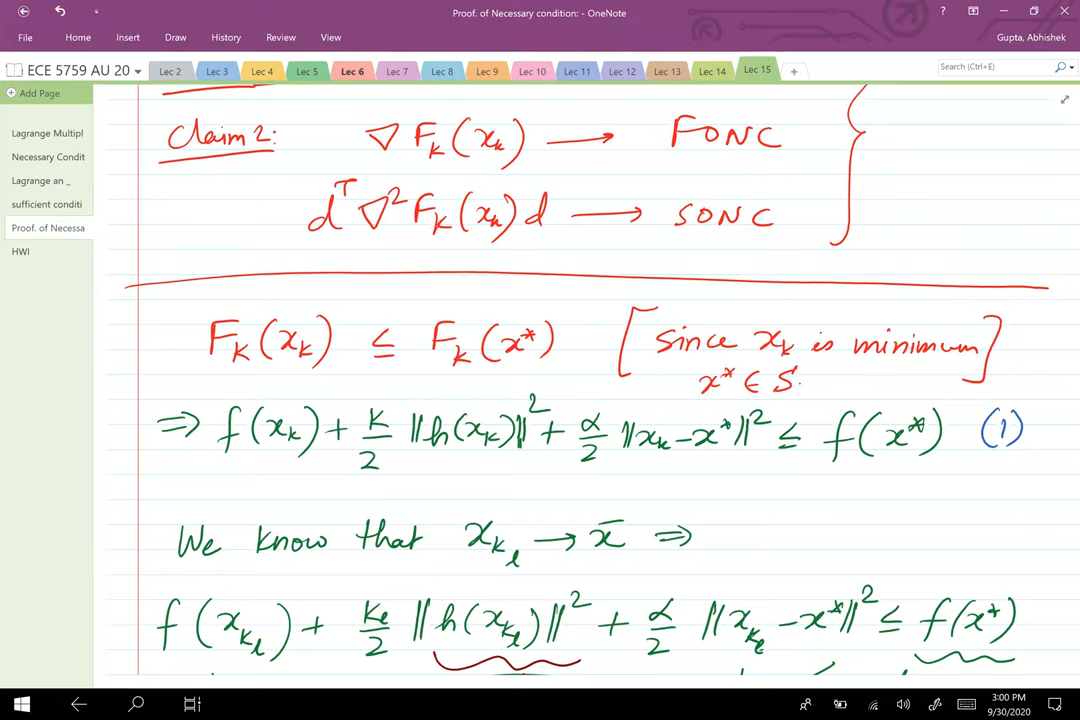 Proof. of Necessary condition: - OneNote
File Home Insert Draw History Review View
Gupta, Abhishek
ECE 5759 AU 20
Lec 2 Lec 3 Lec 4 Lec 5 Lec 6 Lec 7 Lec 8 Lec 9 Lec 10 Lec 11 Lec 12 Lec 13 Lec 14 Lec 15
Search (Ctrl+E)
Add Page
Lagrange Multipl
Necessary Condit
Lagrange an _
sufficient conditi
Proof. of Necessa
HWI
Claim 2: ∇ F_k(x_k) → FONC
d^T ∇² F_k(x_k) d → SONC
F_k(x_k) ≤ F_k(x*) [since x_k is minimum]
x* ∈ S.
⇒ f(x_k) + k/2 ||h(x_k)||² + α/2 ||x_k - x*||² ≤ f(x*) (1)
We know that x_{k_l} → x̄ ⇒
f(x_{k_l}) + k_l/2 ||h(x_{k_l})||² + α/2 ||x_{k_l} - x*||² ≤ f(x*)
3:00 PM
9/30/2020